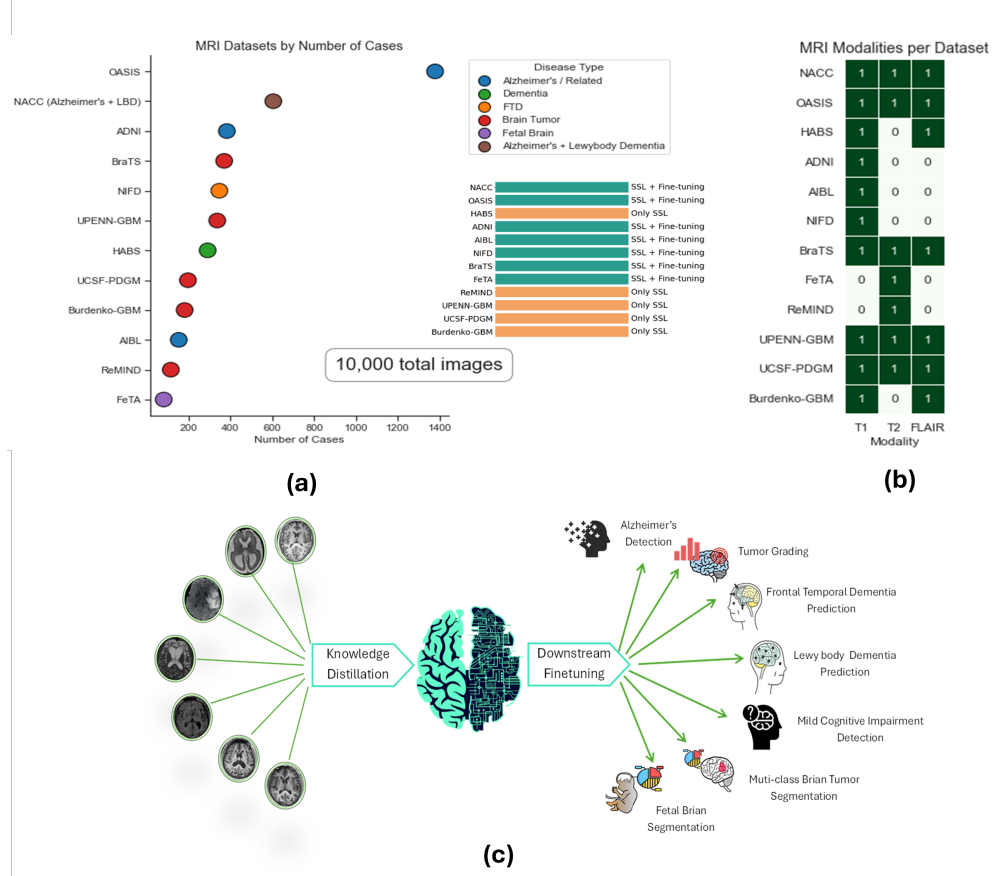 MRI Datasets by Number of Cases
OASIS
NACC (Alzheimer's + LBD)
ADNI
BraTS
NIFD
UPENN-GBM
HABS
UCSF-PDGM
Burdenko-GBM
AIBL
ReMIND
FeTA
200 400 600 800 1000 1200 1400
Number of Cases
Disease Type
Alzheimer's / Related
Dementia
FTD
Brain Tumor
Fetal Brain
Alzheimer's + Lewybody Dementia
NACC SSL + Fine-tuning
OASIS SSL + Fine-tuning
HABS Only SSL
ADNI SSL + Fine-tuning
AIBL SSL + Fine-tuning
NIFD SSL + Fine-tuning
BraTS SSL + Fine-tuning
FeTA SSL + Fine-tuning
ReMIND Only SSL
UPENN-GBM Only SSL
UCSF-PDGM Only SSL
Burdenko-GBM Only SSL
10,000 total images
(a)
MRI Modalities per Dataset
NACC 1 1 1
OASIS 1 1 1
HABS 1 0 1
ADNI 1 0 0
AIBL 1 0 0
NIFD 1 0 0
BraTS 1 1 1
FeTA 0 1 0
ReMIND 0 1 0
UPENN-GBM 1 1 1
UCSF-PDGM 1 1 1
Burdenko-GBM 1 0 1
T1 T2 FLAIR
Modality
(b)
Knowledge
Distillation
Downstream
Finetuning
Alzheimer's
Detection
Tumor Grading
Frontal Temporal Dementia
Prediction
Lewy body Dementia
Prediction
?
Mild Cognitive Impairment
Detection
Muti-class Brian Tumor
Segmentation
Fetal Brian
Segmentation
(c)